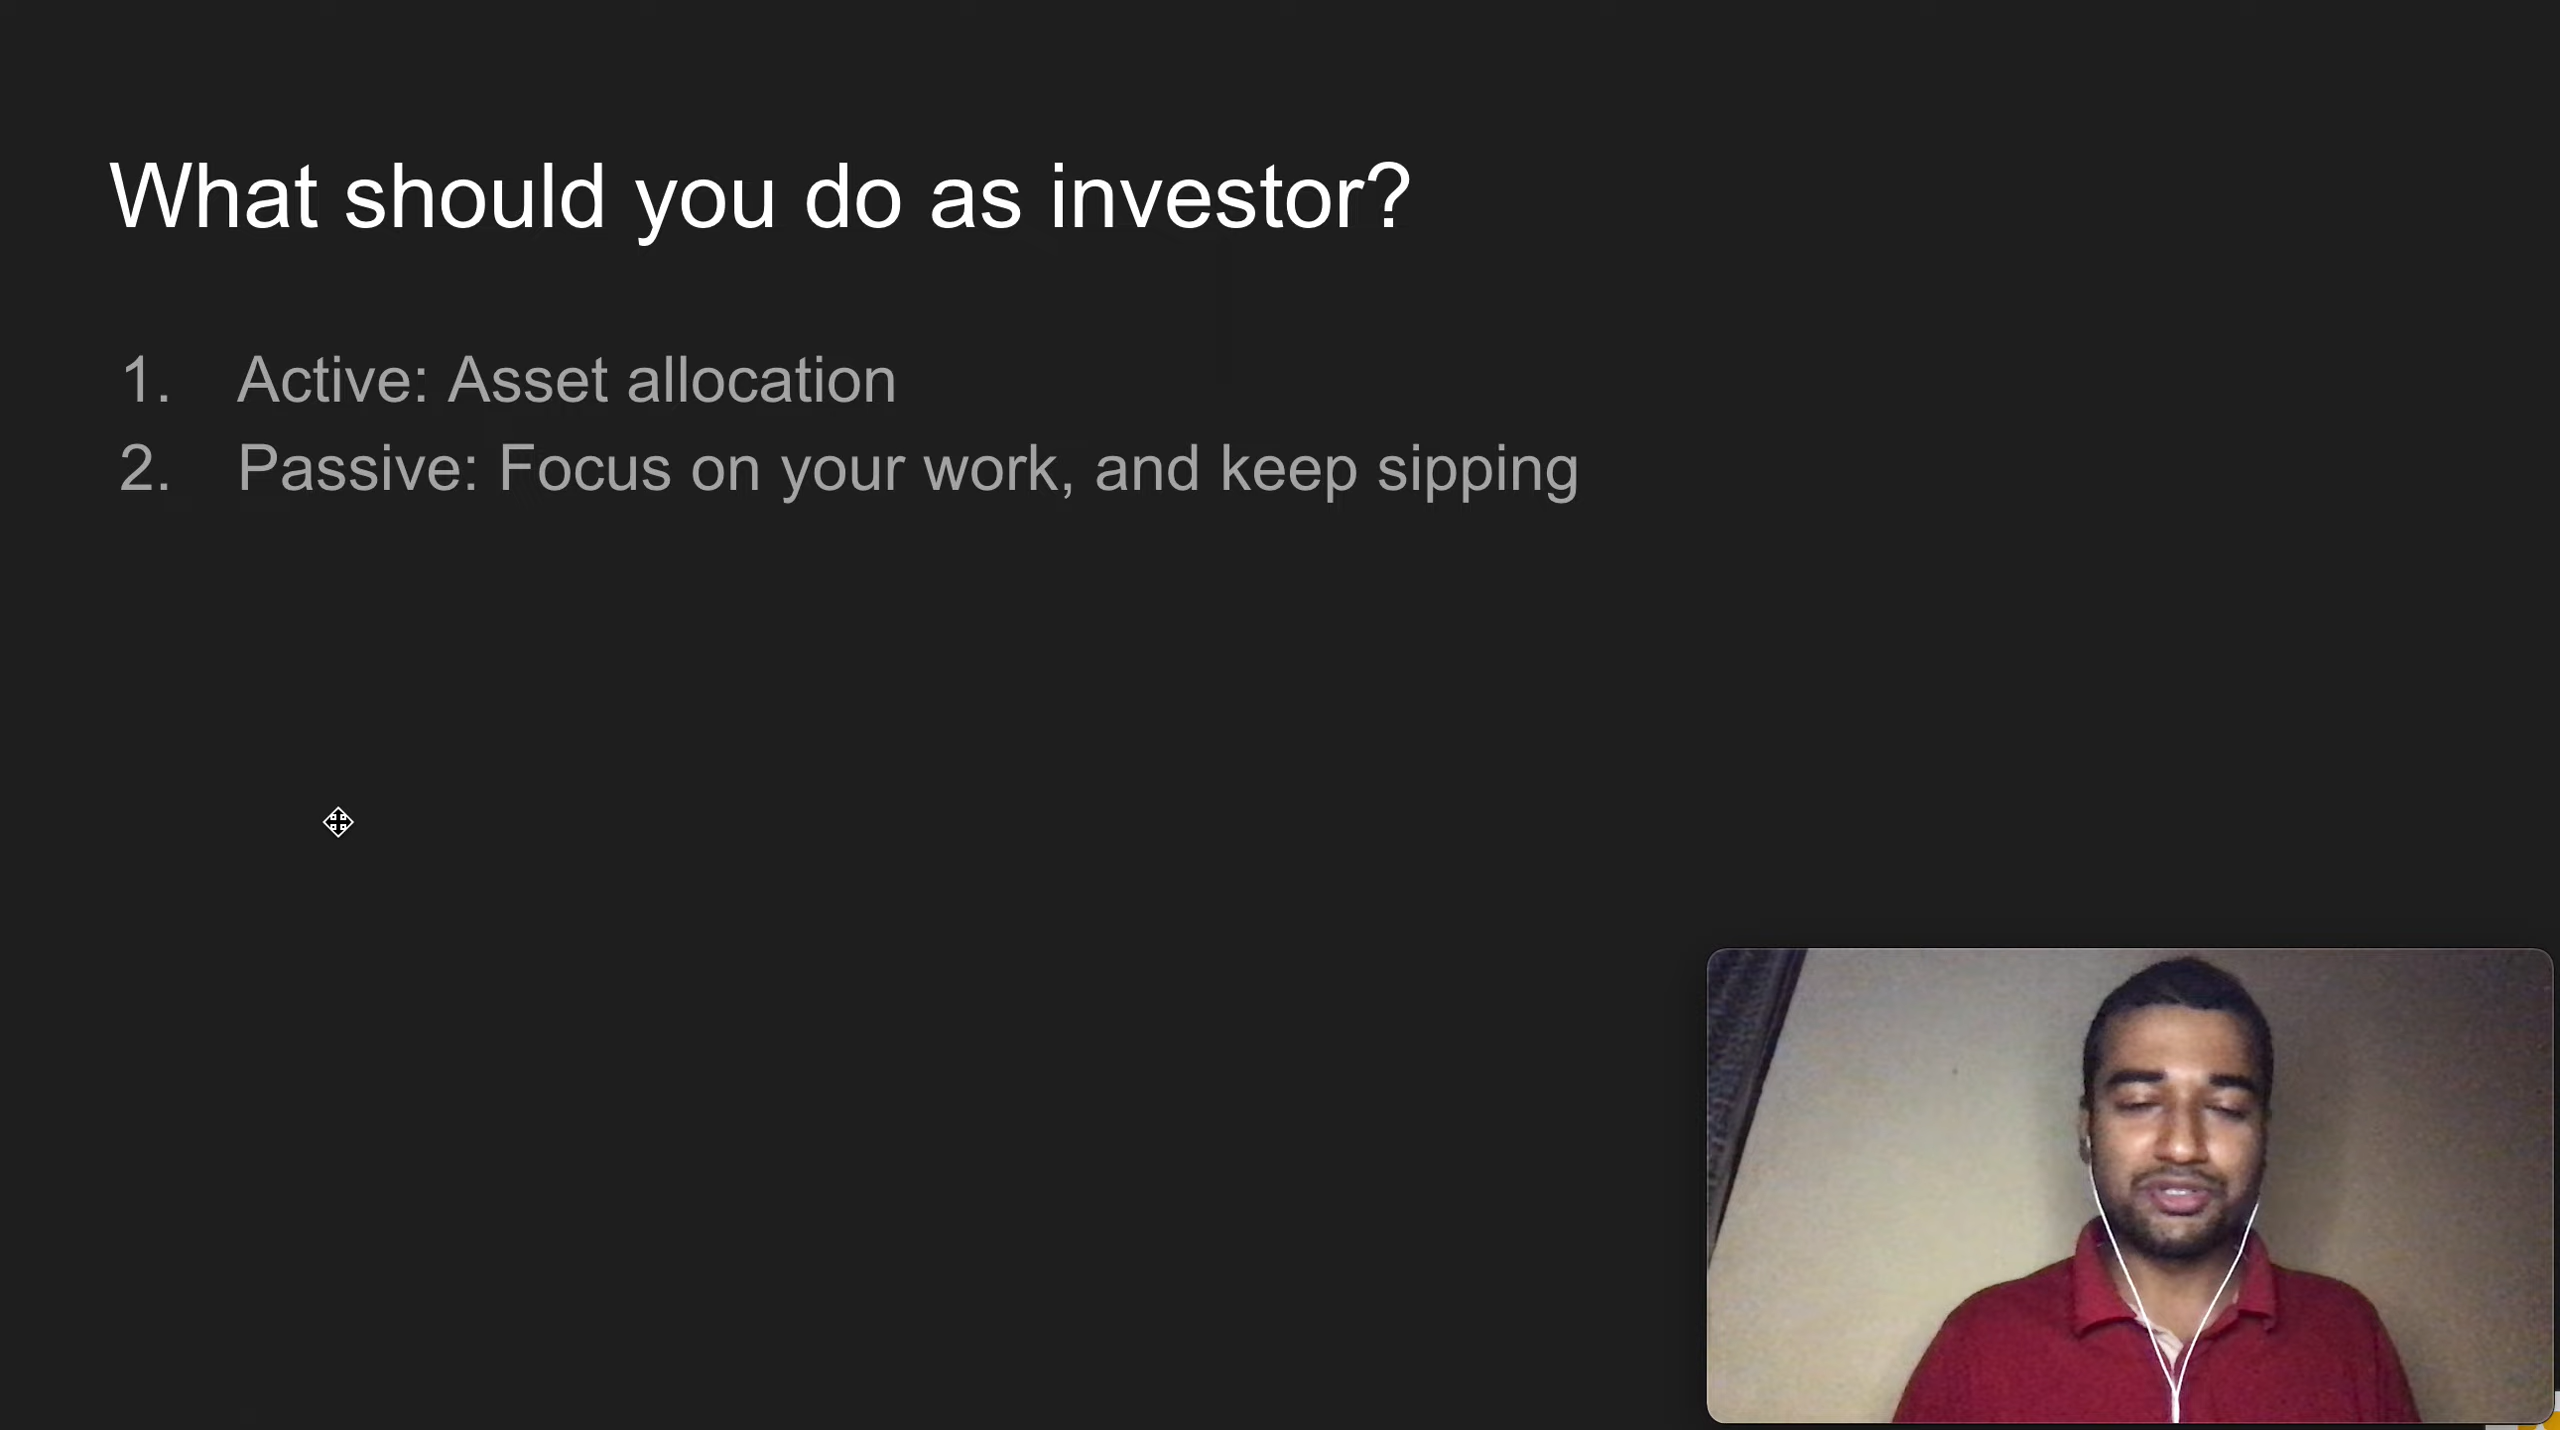 What should you do as investor?
1. Active: Asset allocation
2. Passive: Focus on your work, and keep sipping